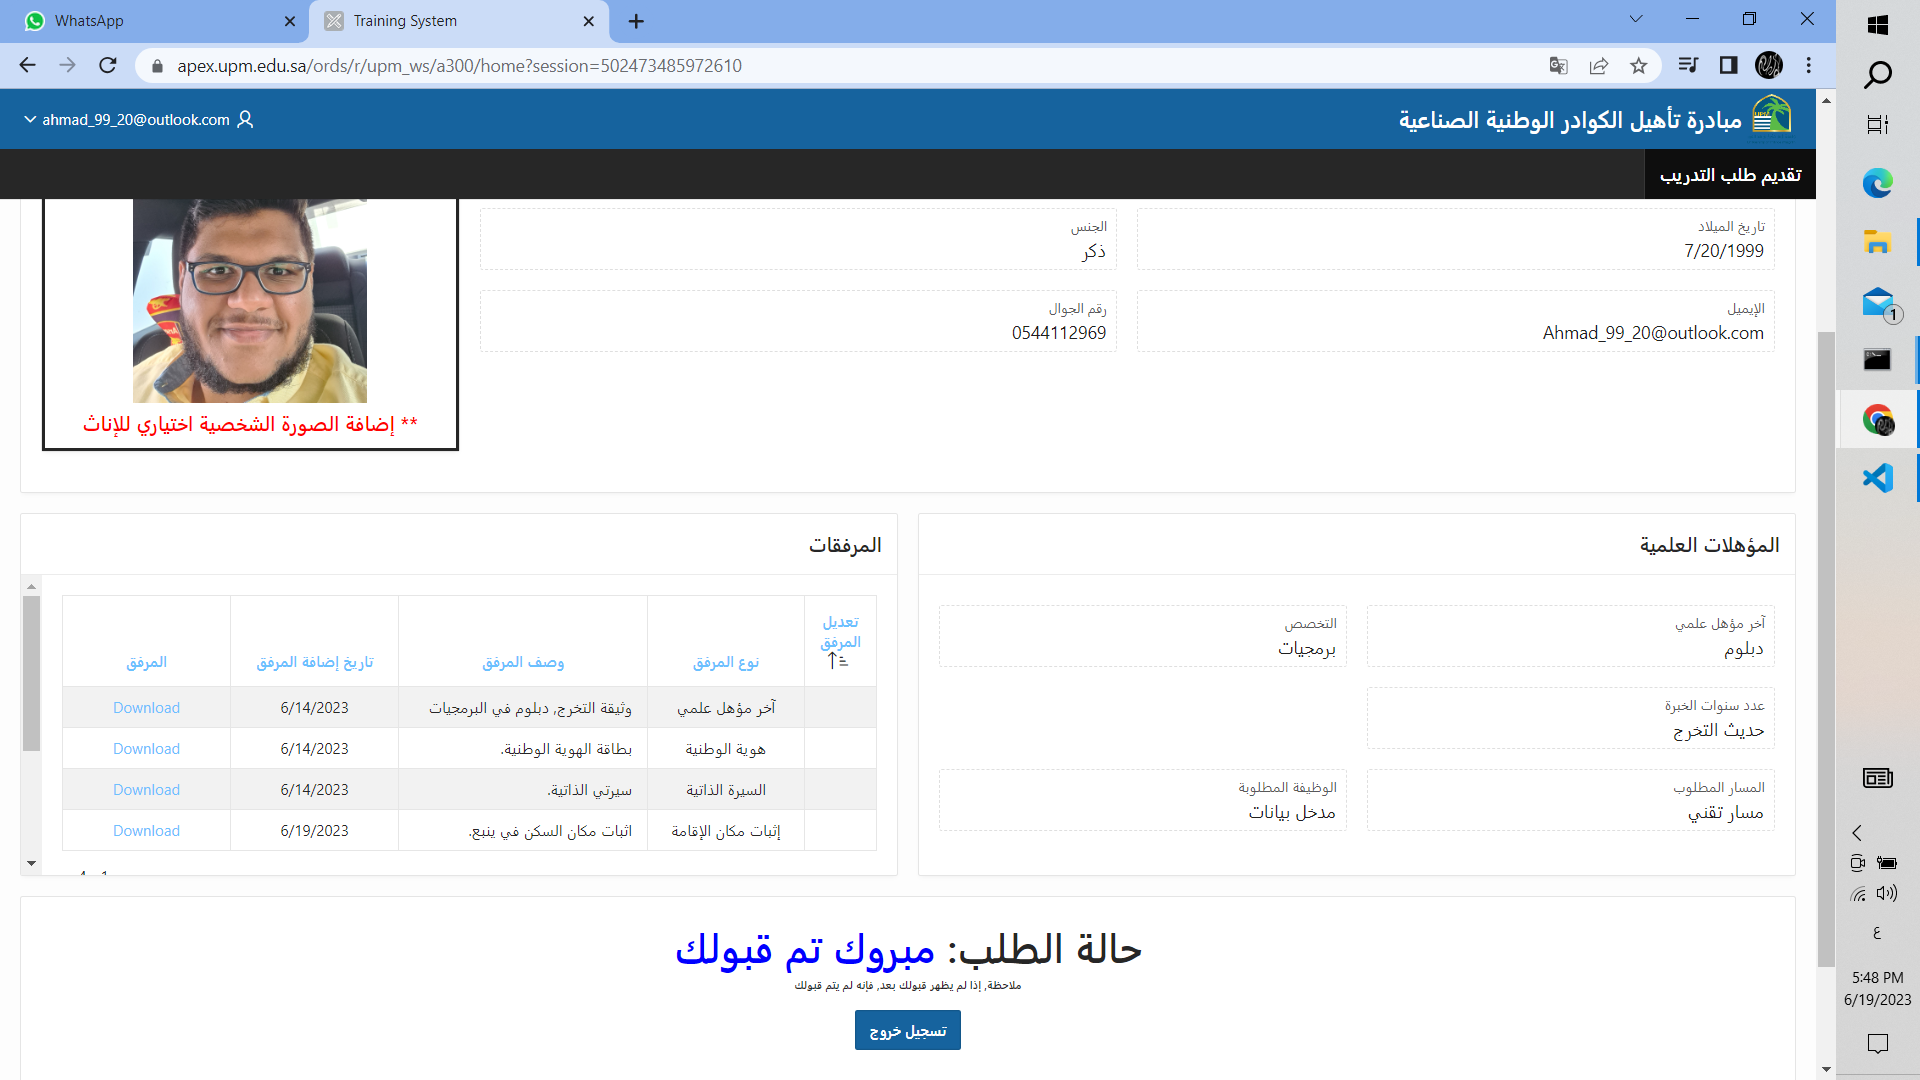 WhatsApp
Training System
apex.upm.edu.sa/ords/r/upm_ws/a300/home?session=502473485972610
مبادرة تأهيل الكوادر الوطنية الصناعية
ahmad_99_20@outlook.com
تقديم طلب التدريب
تاريخ الميلاد
7/20/1999
الجنس
ذكر
الإيميل
Ahmad_99_20@outlook.com
رقم الجوال
0544112969
** إضافة الصورة الشخصية اختياري للإناث
المؤهلات العلمية
آخر مؤهل علمي
دبلوم
التخصص
برمجيات
عدد سنوات الخبرة
حديث التخرج
المسار المطلوب
مسار تقني
الوظيفة المطلوبة
مدخل بيانات
المرفقات
تعديل المرفق نوع المرفق وصف المرفق تاريخ إضافة المرفق المرفق
آخر مؤهل علمي وثيقة التخرج, دبلوم في البرمجيات 6/14/2023 Download
هوية الوطنية بطاقة الهوية الوطنية. 6/14/2023 Download
السيرة الذاتية سيرتي الذاتية. 6/14/2023 Download
إثبات مكان الإقامة اثبات مكان السكن في ينبع. 6/19/2023 Download
حالة الطلب: مبروك تم قبولك
ملاحظة, إذا لم يظهر قبولك بعد, فإنه لم يتم قبولك
تسجيل خروج
1
ع
5:48 PM
6/19/2023